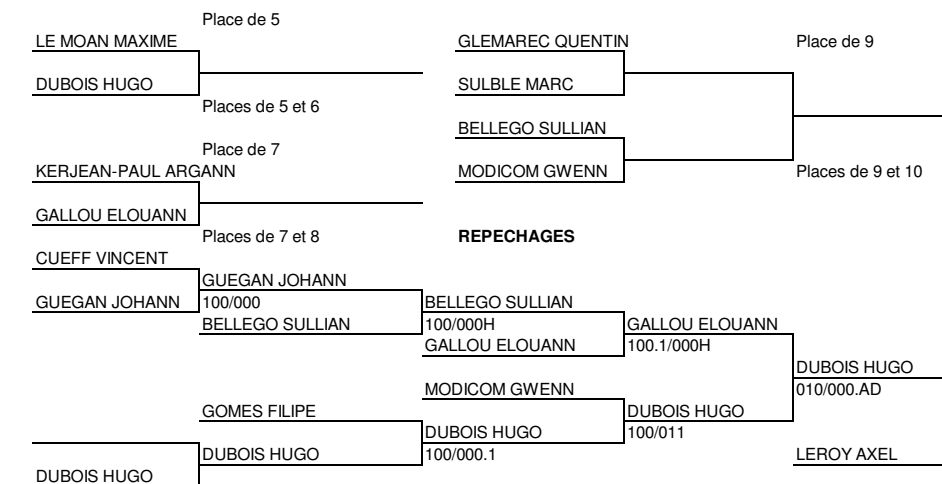 Place de 5
LE MOAN MAXIME
DUBOIS HUGO
Places de 5 et 6
Place de 7
KERJEAN-PAUL ARGANN
GALLOU ELOUANN
Places de 7 et 8
GLEMAREC QUENTIN
SULBLE MARC
BELLEGO SULLIAN
MODICOM GWENN
Place de 9
Places de 9 et 10
REPECHAGES
CUEFF VINCENT
GUEGAN JOHANN
GUEGAN JOHANN
100/000
BELLEGO SULLIAN
BELLEGO SULLIAN
100/000H
GALLOU ELOUANN
GALLOU ELOUANN
100.1/000H
MODICOM GWENN
GOMES FILIPE
DUBOIS HUGO
DUBOIS HUGO
DUBOIS HUGO
100/000.1
DUBOIS HUGO
100/011
DUBOIS HUGO
010/000.AD
LEROY AXEL